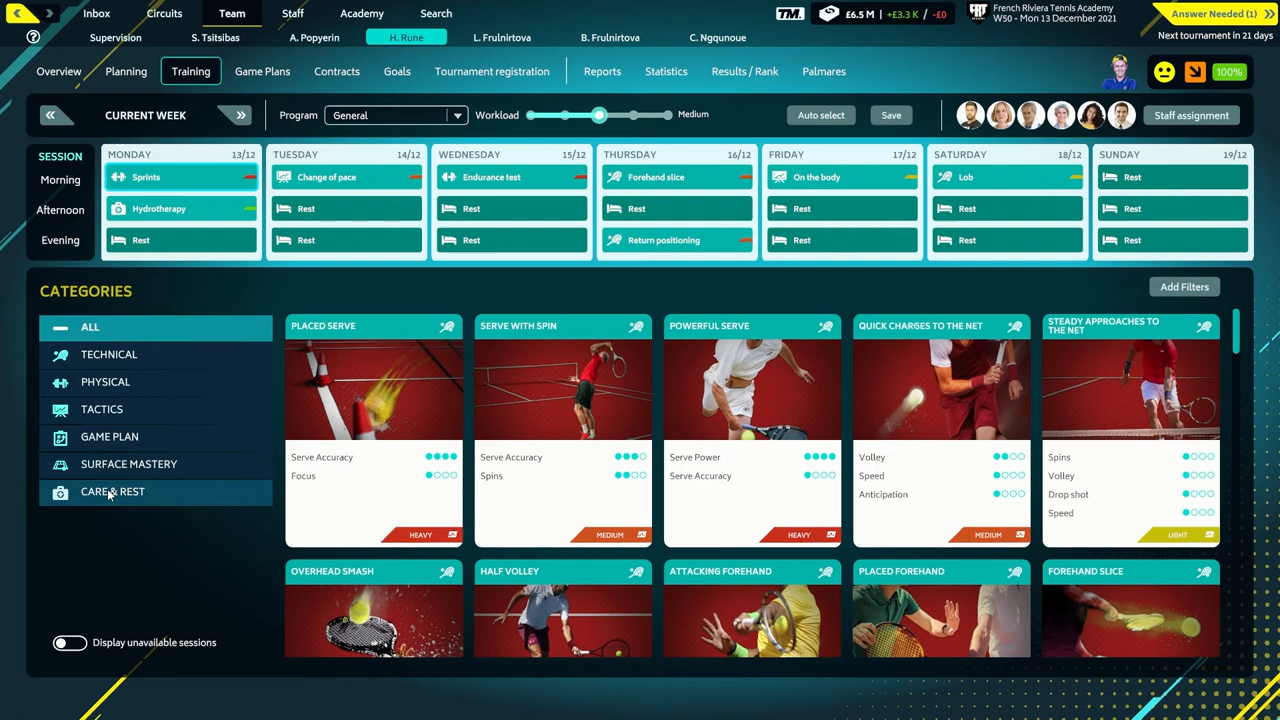 Inbox Circuits Team Staff Academy Search
TM. £6.5 M | +£3.3 K / -£0
French Riviera Tennis Academy
W50 - Mon 13 December 2021
Answer Needed (1)
Next tournament in 21 days
Supervision S. Tsitsibas A. Popyerin H. Rune L. Frulnirtova B. Frulnirtova C. Ngqunoue
Overview Planning Training Game Plans Contracts Goals Tournament registration Reports Statistics Results / Rank Palmares
100%
CURRENT WEEK Program General Workload Medium Auto select Save Staff assignment
SESSION MONDAY 13/12 TUESDAY 14/12 WEDNESDAY 15/12 THURSDAY 16/12 FRIDAY 17/12 SATURDAY 18/12 SUNDAY 19/12
Morning Sprints Change of pace Endurance test Forehand slice On the body Lob Rest
Afternoon Hydrotherapy Rest Rest Rest Rest Rest Rest
Evening Rest Rest Rest Return positioning Rest Rest Rest
CATEGORIES
Add Filters
ALL
TECHNICAL
PHYSICAL
TACTICS
GAME PLAN
SURFACE MASTERY
CARE & REST
Display unavailable sessions
PLACED SERVE
Serve Accuracy
Focus
HEAVY
SERVE WITH SPIN
Serve Accuracy
Spins
MEDIUM
POWERFUL SERVE
Serve Power
Serve Accuracy
HEAVY
QUICK CHARGES TO THE NET
Volley
Speed
Anticipation
MEDIUM
STEADY APPROACHES TO
THE NET
Spins
Volley
Drop shot
Speed
LIGHT
OVERHEAD SMASH
HALF VOLLEY
ATTACKING FOREHAND
PLACED FOREHAND
FOREHAND SLICE